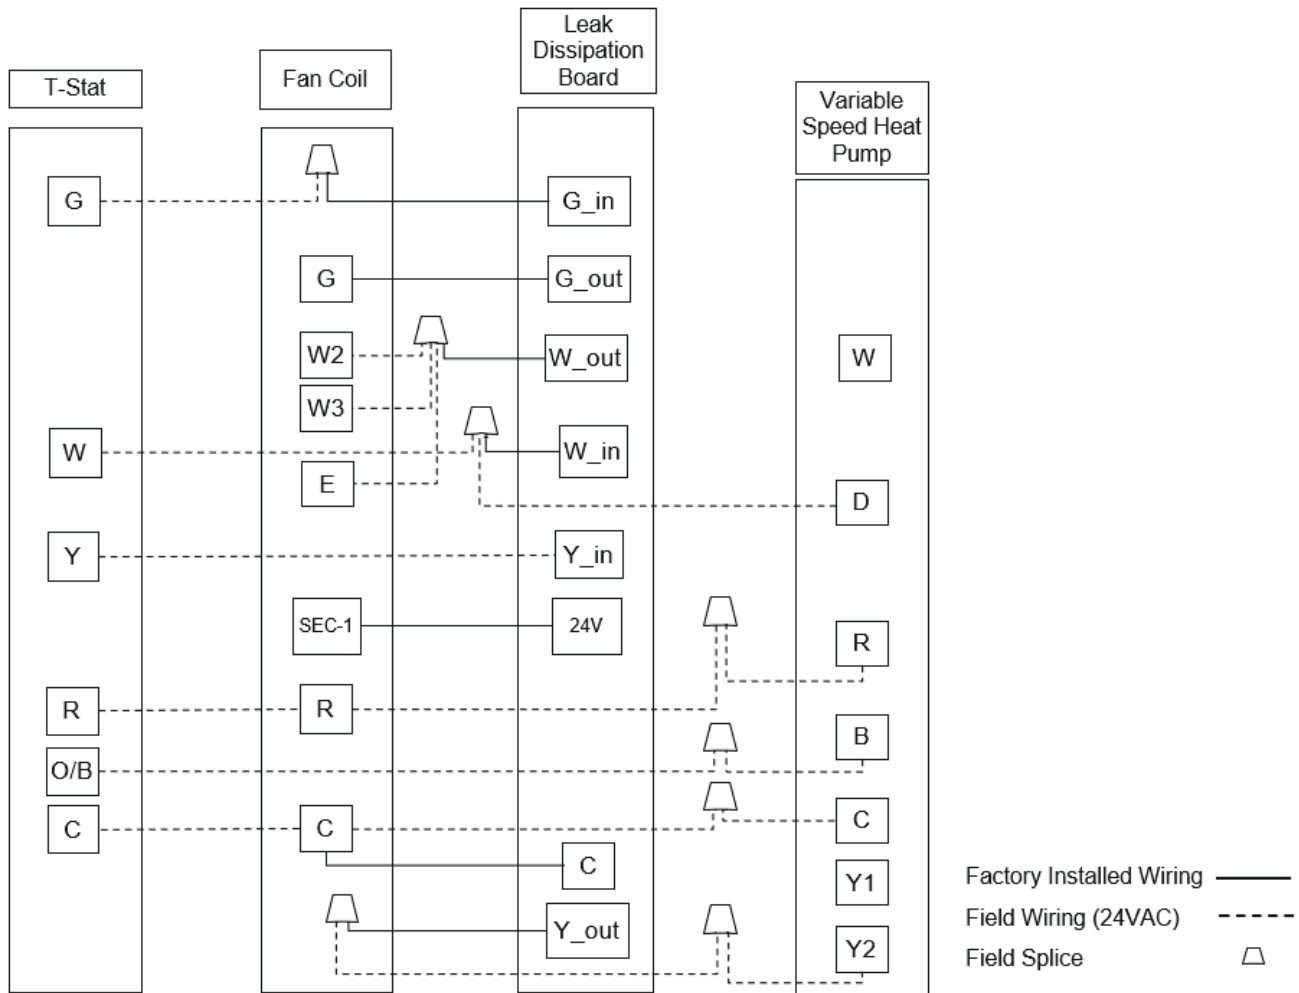 Leak
Dissipation
Board
T-Stat
Fan Coil
Variable
Speed Heat
Pump
G
G_in
G
G_out
W2
W_out
W
W3
W
W_in
E
D
Y
Y_in
SEC-1
24V
R
R
R
B
O/B
C
C
C
C
Y1
Y_out
Y2
Factory Installed Wiring
Field Wiring (24VAC)
Field Splice